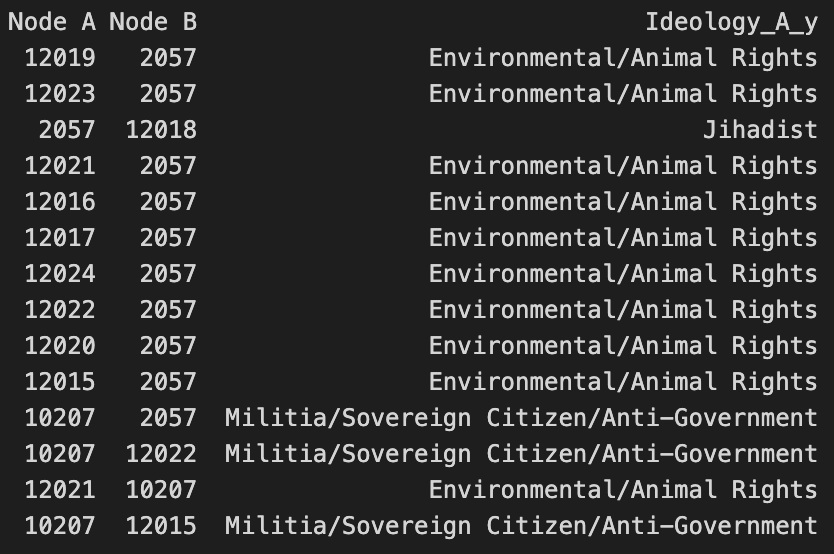 Node A Node B Ideology_A_y
12019 2057 Environmental/Animal Rights
12023 2057 Environmental/Animal Rights
2057 12018 Jihadist
12021 2057 Environmental/Animal Rights
12016 2057 Environmental/Animal Rights
12017 2057 Environmental/Animal Rights
12024 2057 Environmental/Animal Rights
12022 2057 Environmental/Animal Rights
12020 2057 Environmental/Animal Rights
12015 2057 Environmental/Animal Rights
10207 2057 Militia/Sovereign Citizen/Anti-Government
10207 12022 Militia/Sovereign Citizen/Anti-Government
12021 10207 Environmental/Animal Rights
10207 12015 Militia/Sovereign Citizen/Anti-Government